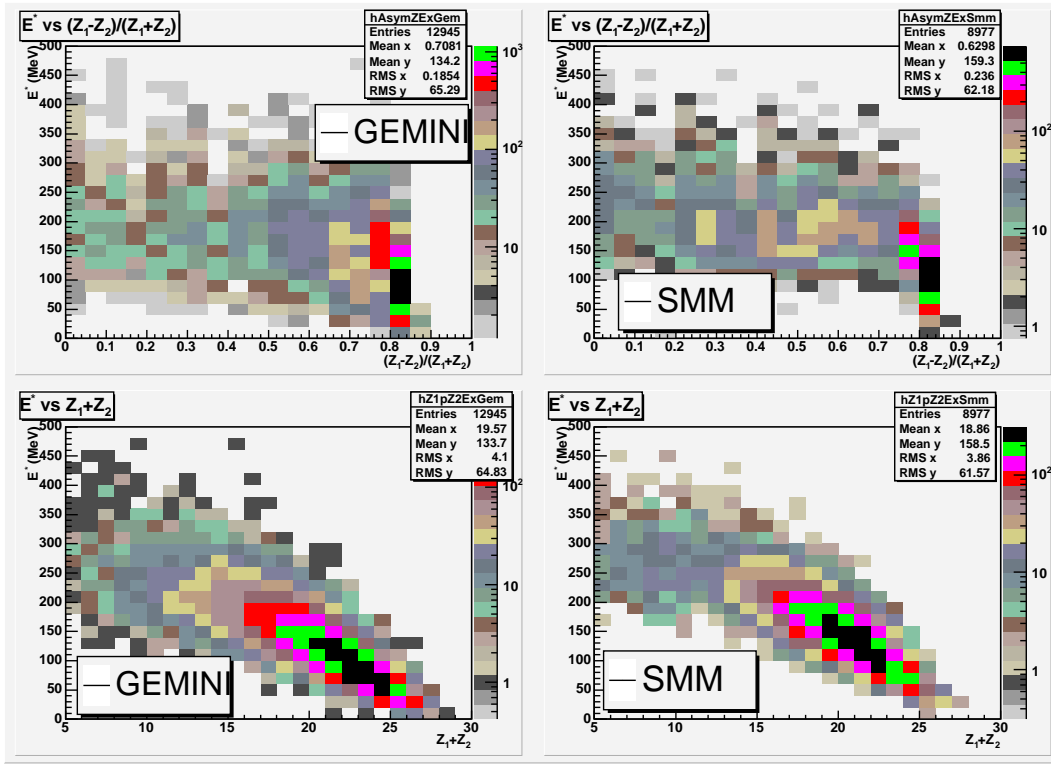 E* vs (Z1-Z2)/(Z1+Z2)
hAsymZExGem
Entries 12945
Mean x 0.7081
Mean y 134.2
RMS x 0.1854
RMS y 65.29
E* (MeV)
500
450
400
350
300
250
200
150
100
50
0
GEMINI
10³
10²
10
0 0.1 0.2 0.3 0.4 0.5 0.6 0.7 0.8 0.9 1
(Z1-Z2)/(Z1+Z2)
E* vs (Z1-Z2)/(Z1+Z2)
hAsymZExSmm
Entries 8977
Mean x 0.6298
Mean y 159.3
RMS x 0.236
RMS y 62.18
E* (MeV)
500
450
400
350
300
250
200
150
100
50
0
SMM
10²
10
1
0 0.1 0.2 0.3 0.4 0.5 0.6 0.7 0.8 0.9 1
(Z1-Z2)/(Z1+Z2)
E* vs Z1+Z2
hZ1pZ2ExGem
Entries 12945
Mean x 19.57
Mean y 133.7
RMS x 4.1
RMS y 64.83
E* (MeV)
500
450
400
350
300
250
200
150
100
50
0
GEMINI
10²
10
1
5 10 15 20 25 30
Z1+Z2
E* vs Z1+Z2
hZ1pZ2ExSmm
Entries 8977
Mean x 18.86
Mean y 158.5
RMS x 3.86
RMS y 61.57
E* (MeV)
500
450
400
350
300
250
200
150
100
50
0
SMM
10²
10
1
5 10 15 20 25 30
Z1+Z2